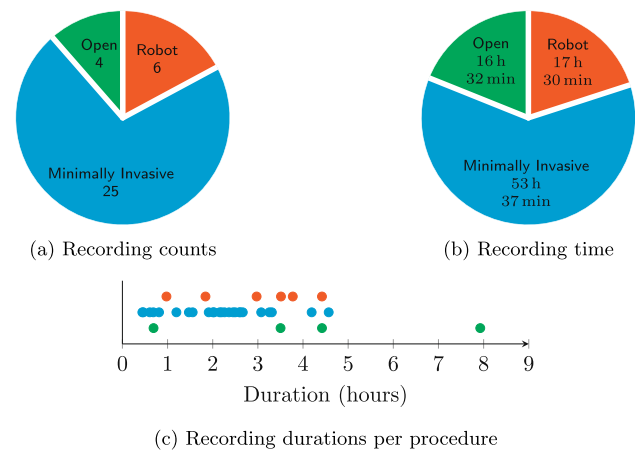 Open
4
Robot
6
Minimally Invasive
25
(a) Recording counts
Open
16 h
32 min
Robot
17 h
30 min
Minimally Invasive
53 h
37 min
(b) Recording time
0 1 2 3 4 5 6 7 8 9
Duration (hours)
(c) Recording durations per procedure